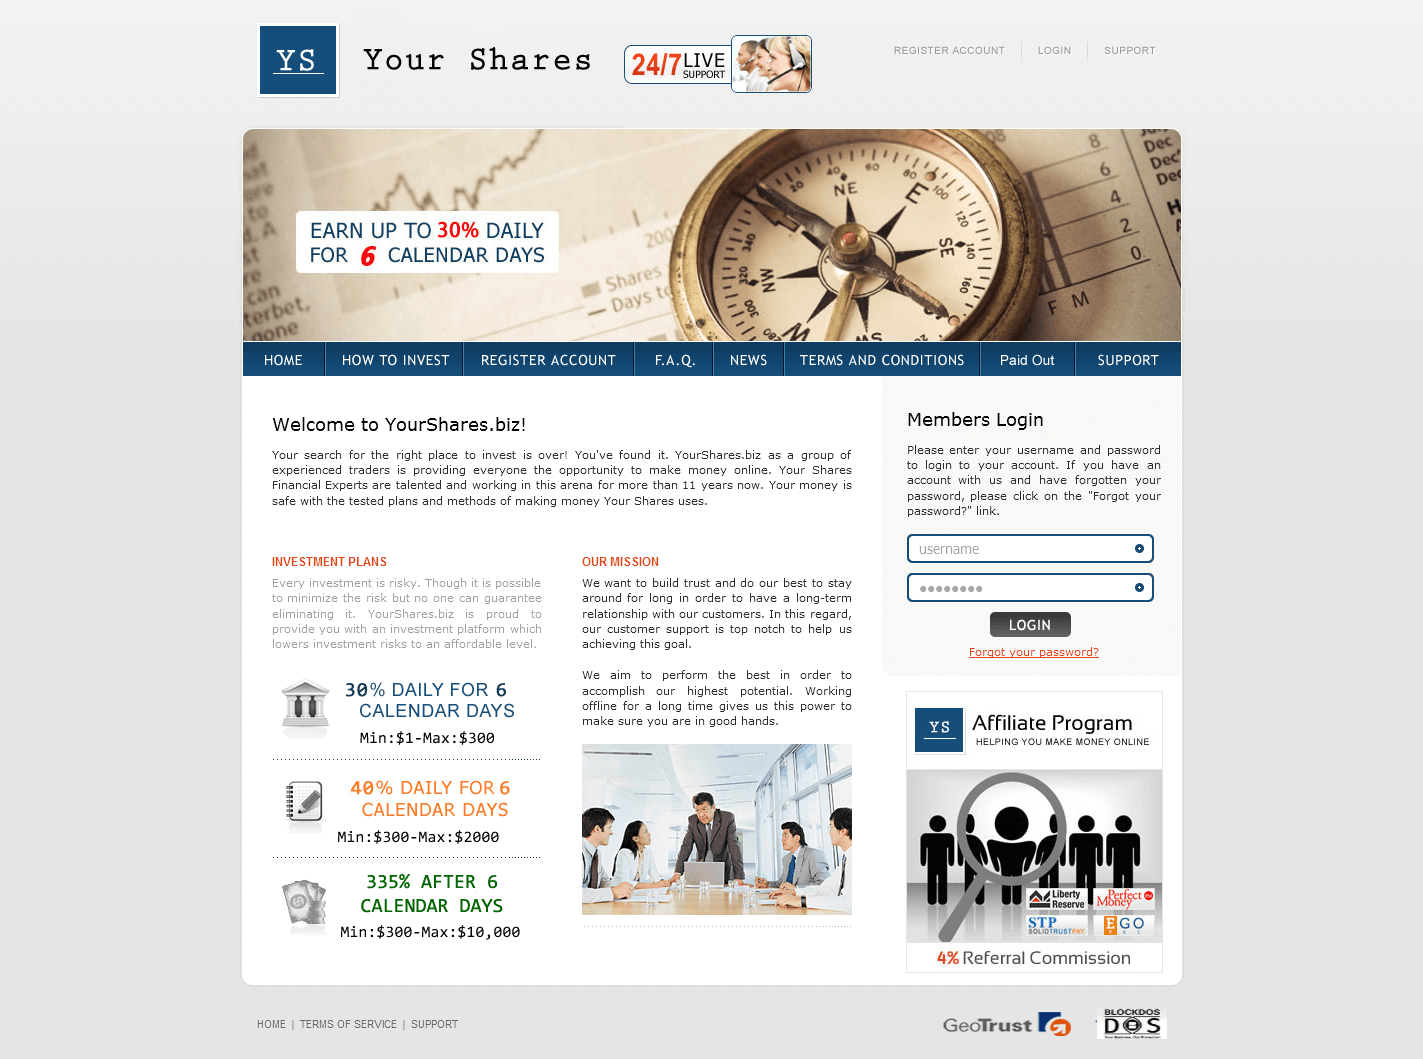 YS
Your Shares
24/7 LIVE
SUPPORT
REGISTER ACCOUNT
LOGIN
SUPPORT
EARN UP TO 30% DAILY
FOR 6 CALENDAR DAYS
Shares
Days to
NE
E
SE
S
NW
Dec
Dec
8
6
4
2
0
F M
HOME
HOW TO INVEST
REGISTER ACCOUNT
F.A.Q.
NEWS
TERMS AND CONDITIONS
Paid Out
SUPPORT
Welcome to YourShares.biz!
Your search for the right place to invest is over! You've found it. YourShares.biz as a group of
experienced traders is providing everyone the opportunity to make money online. Your Shares
Financial Experts are talented and working in this arena for more than 11 years now. Your money is
safe with the tested plans and methods of making money Your Shares uses.
INVESTMENT PLANS
Every investment is risky. Though it is possible
to minimize the risk but no one can guarantee
eliminating it. YourShares.biz is proud to
provide you with an investment platform which
lowers investment risks to an affordable level.
30% DAILY FOR 6
CALENDAR DAYS
Min:$1-Max:$300
40% DAILY FOR 6
CALENDAR DAYS
Min:$300-Max:$2000
335% AFTER 6
CALENDAR DAYS
Min:$300-Max:$10,000
OUR MISSION
We want to build trust and do our best to stay
around for long in order to have a long-term
relationship with our customers. In this regard,
our customer support is top notch to help us
achieving this goal.
We aim to perform the best in order to
accomplish our highest potential. Working
offline for a long time gives us this power to
make sure you are in good hands.
Members Login
Please enter your username and password
to login to your account. If you have an
account with us and have forgotten your
password, please click on the "Forgot your
password?" link.
username
LOGIN
Forgot your password?
YS
Affiliate Program
HELPING YOU MAKE MONEY ONLINE
Liberty
Reserve
Perfect
Money PM
STP
SOLIDTRUSTPAY
EGO
PAY
4% Referral Commission
HOME | TERMS OF SERVICE | SUPPORT
GeoTrust
BLOCKDOS
DOS